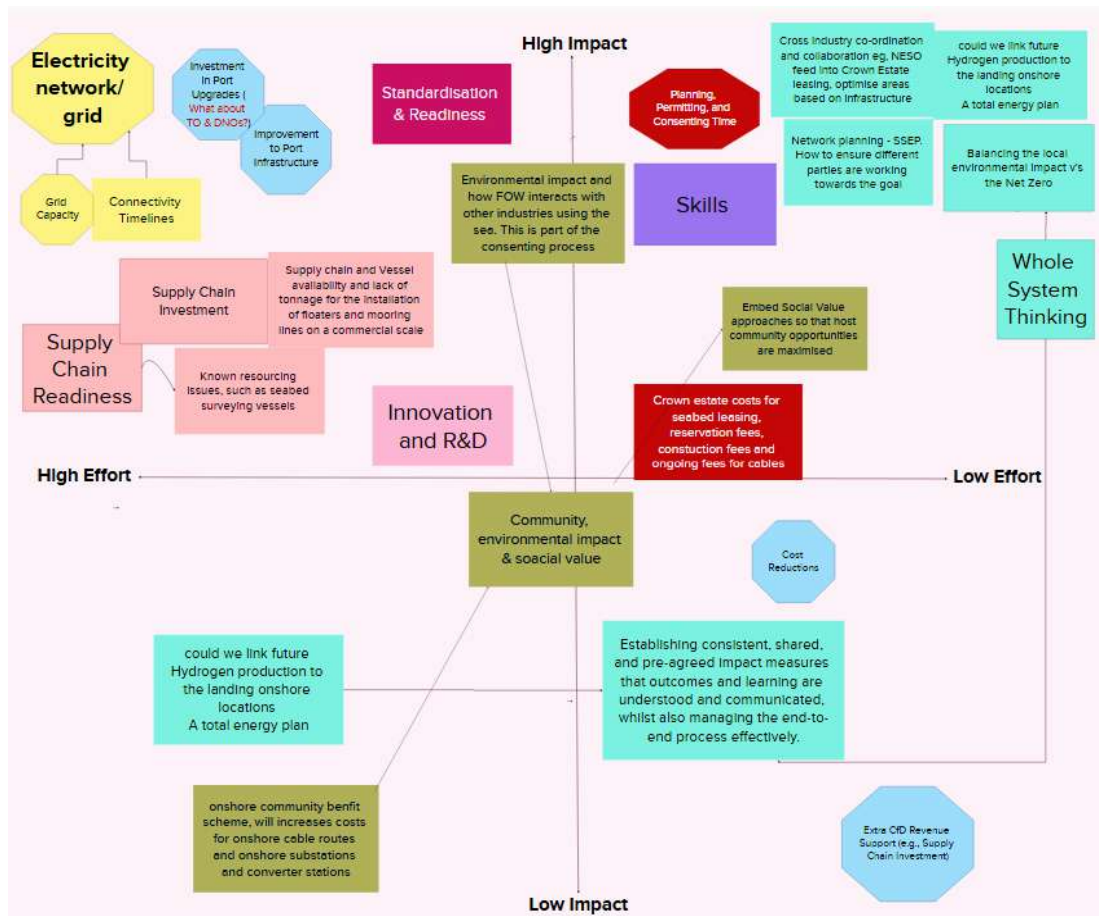 High Impact
Electricity
network/
grid
Grid
Capacity
Connectivity
Timelines
Investment
in Port
Upgrades (
What about
TO & DNOs?)
Improvement
to Port
Infrastructure
Standardisation
& Readiness
Planning,
Permitting, and
Consenting Time
Cross Industry co-ordination
and collaboration eg, NESO
feed into Crown Estate
leasing, optimise areas
based on infrastructure
could we link future
Hydrogen production to
the landing onshore
locations
A total energy plan
Network planning - SSEP.
How to ensure different
parties are working
towards the goal
Balancing the local
environmental impact v's
the Net Zero
Environmental impact and
how FOW interacts with
other industries using the
sea. This is part of the
consenting process
Skills
Whole
System
Thinking
Supply Chain
Investment
Supply chain and Vessel
availability and lack of
tonnage for the installation
of floaters and mooring
lines on a commercial scale
Supply
Chain
Readiness
Known resourcing
issues, such as seabed
surveying vessels
Embed Social Value
approaches so that host
community opportunities
are maximised
Innovation
and R&D
Crown estate costs for
seabed leasing,
reservation fees,
constuction fees and
ongoing fees for cables
High Effort
Low Effort
Community,
environmental impact
& soacial value
Cost
Reductions
could we link future
Hydrogen production to
the landing onshore
locations
A total energy plan
Establishing consistent, shared,
and pre-agreed impact measures
that outcomes and learning are
understood and communicated,
whilst also managing the end-to-
end process effectively.
onshore community benfit
scheme, will increases costs
for onshore cable routes
and onshore substations
and converter stations
Extra CfD Revenue
Support (e.g., Supply
Chain Investment)
Low Impact